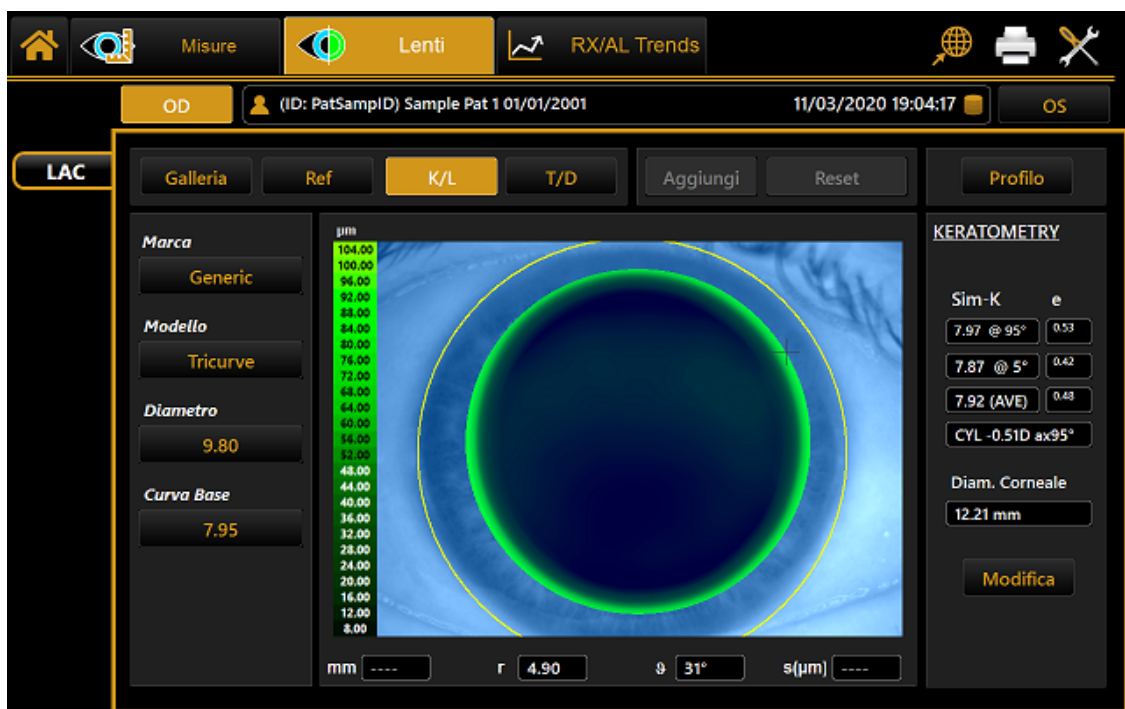 Misure
Lenti
RX/AL Trends
OD
(ID: PatSampID) Sample Pat 1 01/01/2001
11/03/2020 19:04:17
OS
LAC
Galleria
Ref
K/L
T/D
Aggiungi
Reset
Profilo
Marca
Generic
Modello
Tricurve
Diametro
9.80
Curva Base
7.95
µm
104.00
100.00
96.00
92.00
88.00
84.00
80.00
76.00
72.00
68.00
64.00
60.00
56.00
52.00
48.00
44.00
40.00
36.00
32.00
28.00
24.00
20.00
16.00
12.00
8.00
mm ----
r 4.90
ϑ 31°
s(µm) ----
KERATOMETRY
Sim-K e
7.97 @ 95° 0.53
7.87 @ 5° 0.42
7.92 (AVE) 0.48
CYL -0.51D ax95°
Diam. Corneale
12.21 mm
Modifica